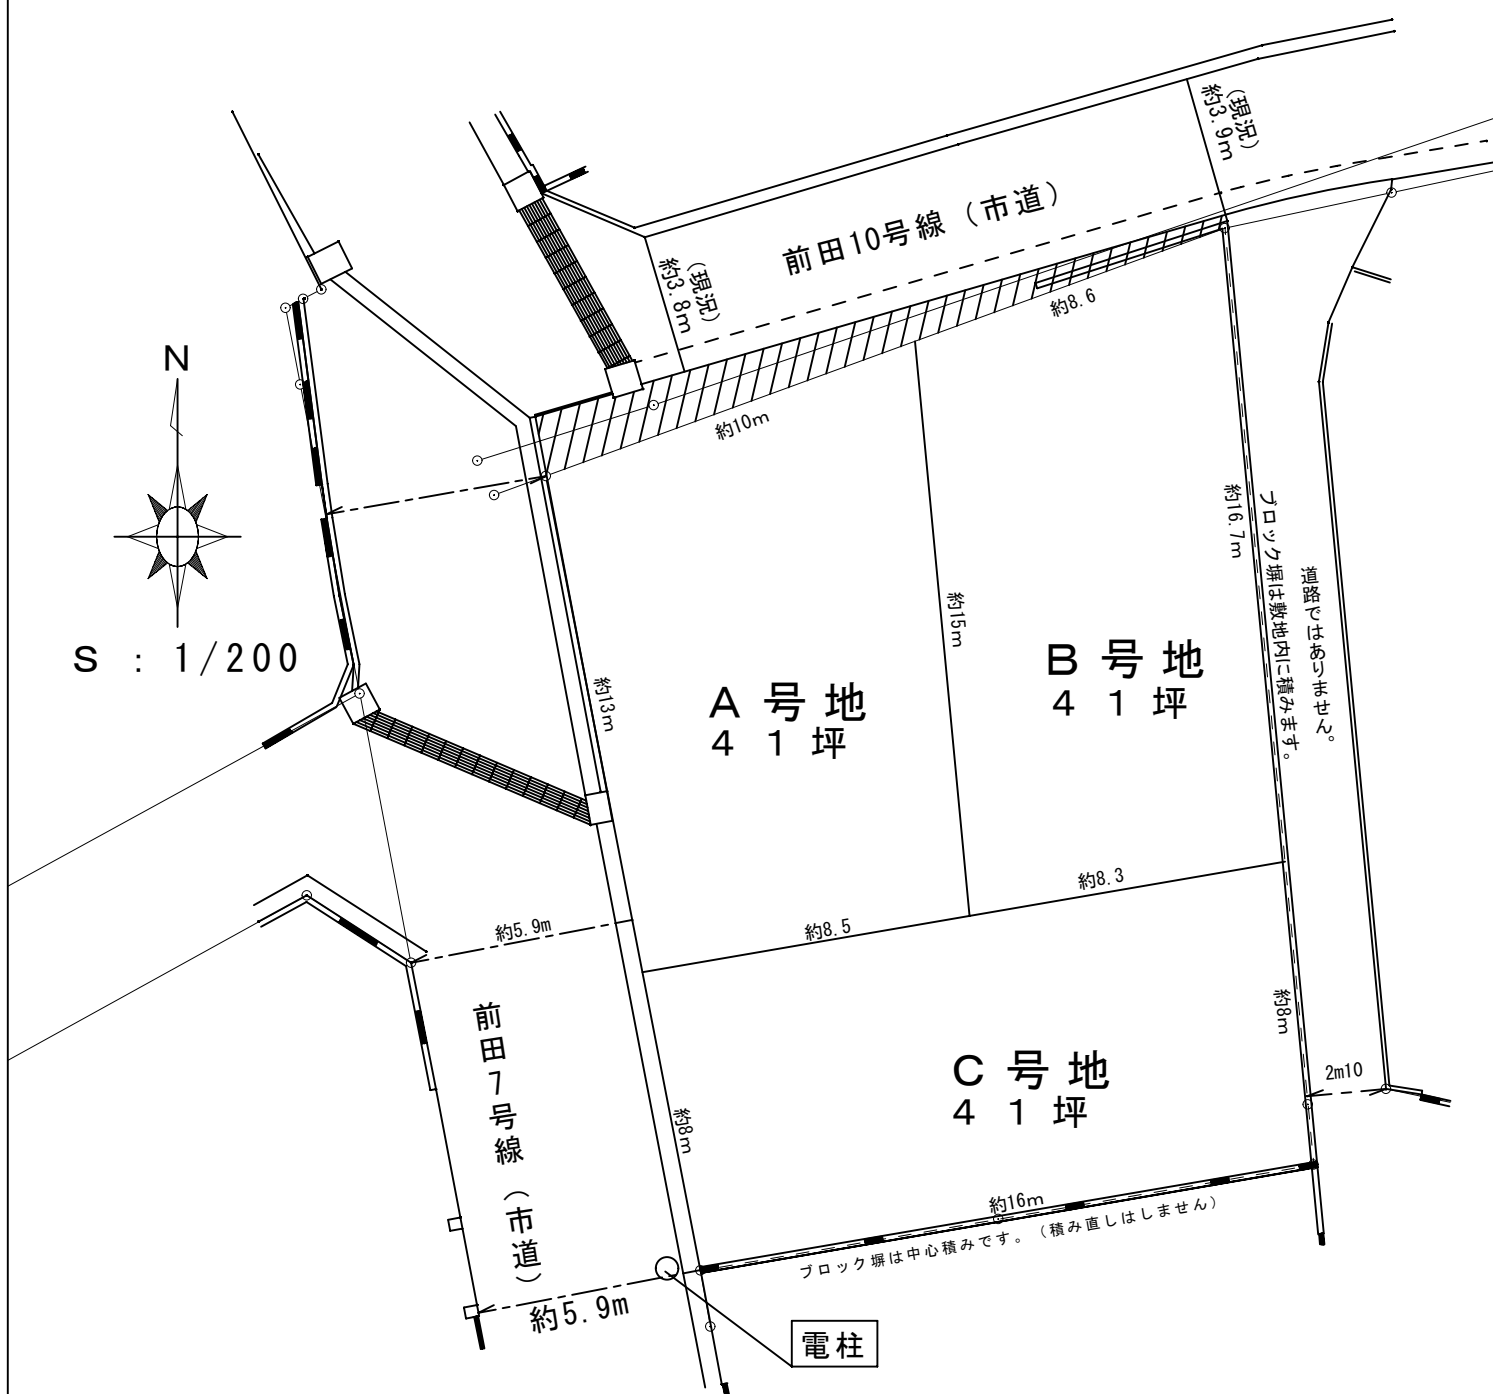 (現況)
約3.9m
前田10号線(市道)
(現況)
約3.8m
約8.6
N
約10m
約16.7m
ブロック塀は敷地内に積みます。
道路ではありません。
約15m
S : 1/200
約13m
A号地
41坪
B号地
41坪
約8.3
約8.5
約5.9m
前田7号線(市道)
約8m
C号地
41坪
2m10
約8m
約16m
ブロック塀は中心積みです。(積み直しはしません)
約5.9m
電柱